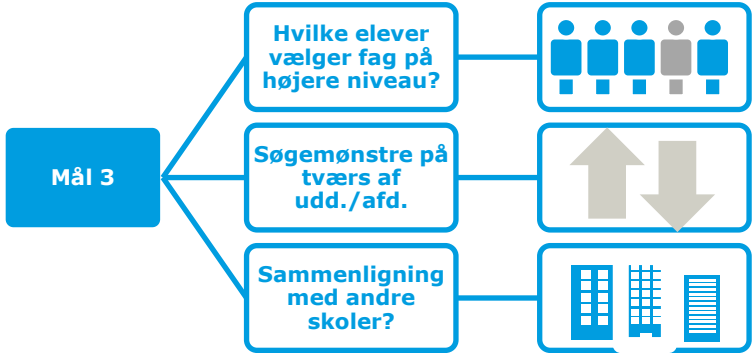 Mål 3
Hvilke elever
vælger fag på
højere niveau?
Søgemønstre på
tværs af
udd./afd.
Sammenligning
med andre
skoler?